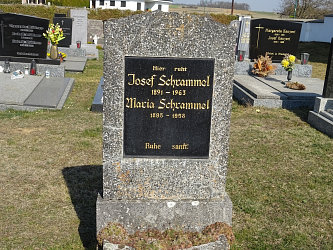 Hier ruht
Josef Schrammel
1891 - 1963
Maria Schrammel
1895 - 1958
Ruhe sanft.